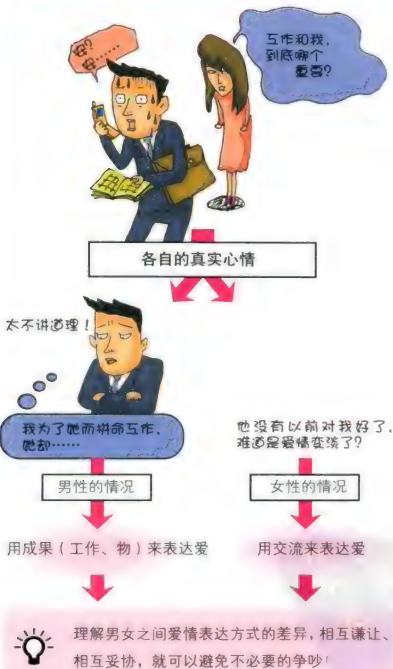 安?
安……
互作和我，
到底哪个
重要?
各自的真实心情
太不讲道理！
我为了她而拼命互作，
她却……
他没有以前对我好了，
难道是爱情变淡了?
男性的情况
女性的情况
用成果（工作、物）来表达爱
用交流来表达爱
理解男女之间爱情表达方式的差异，相互谦让、
相互妥协，就可以避免不必要的争吵!